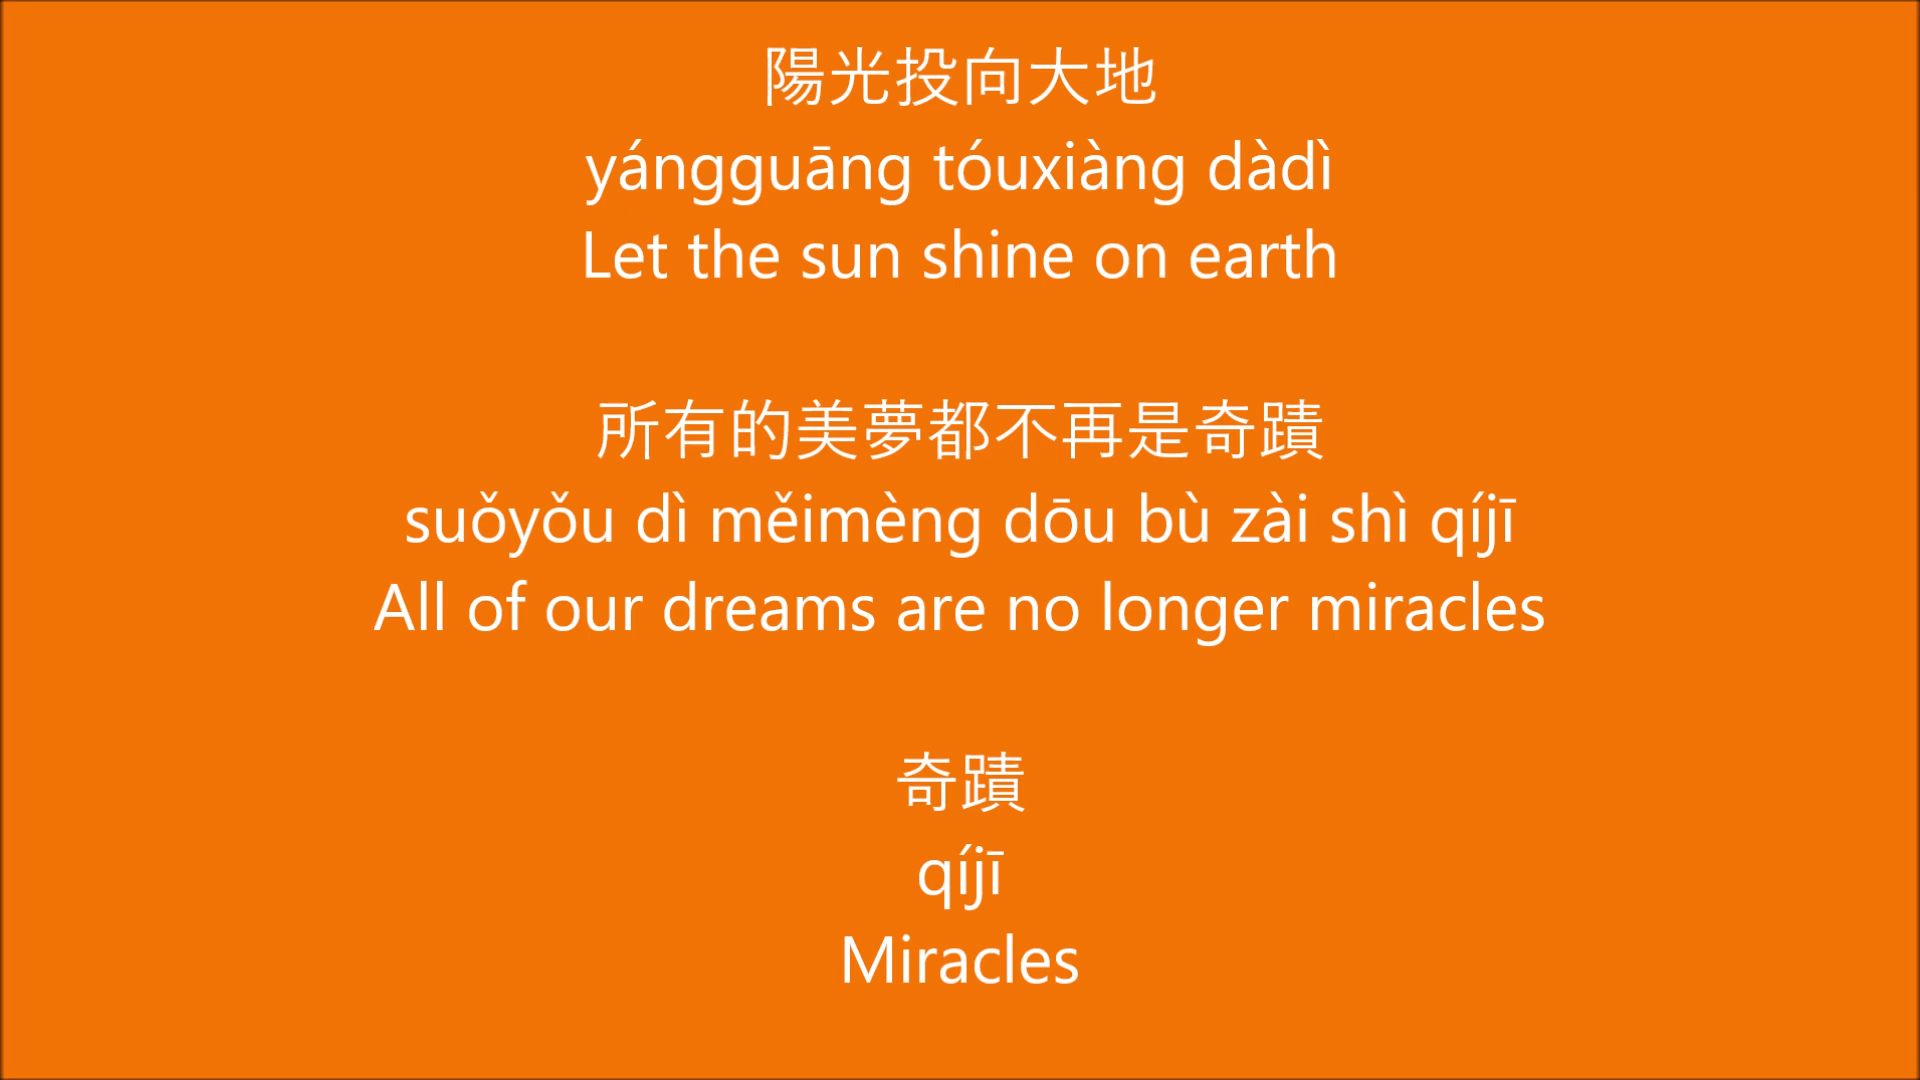 陽光投向大地
yángguāng tóuxiàng dàdì
Let the sun shine on earth
所有的美夢都不再是奇蹟
suǒyǒu dì měimèng dōu bù zài shì qíjī
All of our dreams are no longer miracles
奇蹟
qíjī
Miracles